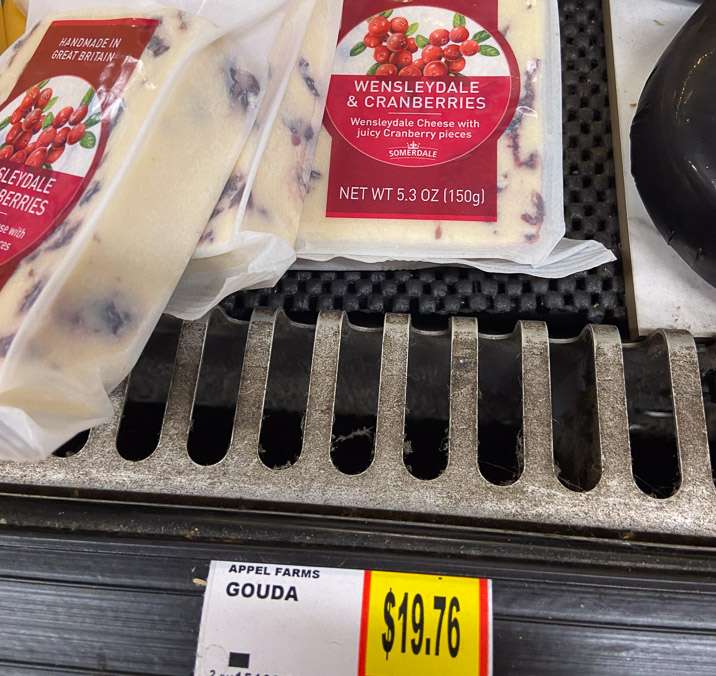 HANDMADE IN
GREAT BRITAIN
SLEYDALE
BERRIES
se with
ces
WENSLEYDALE
& CRANBERRIES
Wensleydale Cheese with
juicy Cranberry pieces
SOMERDALE
NET WT 5.3 OZ (150g)
APPEL FARMS
GOUDA
$19.76